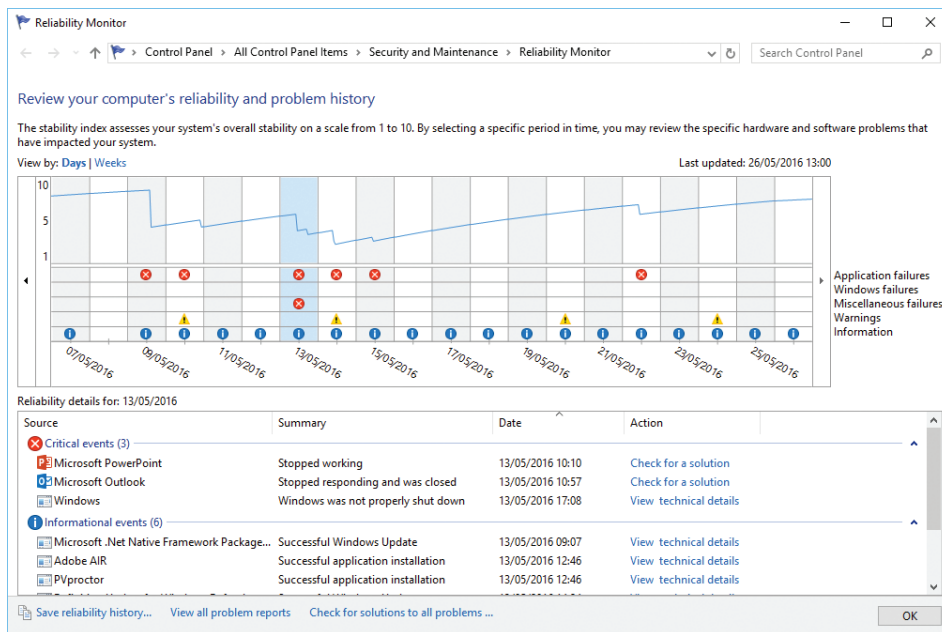 Reliability Monitor
Control Panel > All Control Panel Items > Security and Maintenance > Reliability Monitor Search Control Panel
Review your computer's reliability and problem history
The stability index assesses your system's overall stability on a scale from 1 to 10. By selecting a specific period in time, you may review the specific hardware and software problems that
have impacted your system.
View by: Days | Weeks Last updated: 26/05/2016 13:00
10
5
1
Application failures
Windows failures
Miscellaneous failures
Warnings
Information
07/05/2016 09/05/2016 11/05/2016 13/05/2016 15/05/2016 17/05/2016 19/05/2016 21/05/2016 23/05/2016 25/05/2016
Reliability details for: 13/05/2016
Source Summary Date Action
Critical events (3)
Microsoft PowerPoint Stopped working 13/05/2016 10:10 Check for a solution
Microsoft Outlook Stopped responding and was closed 13/05/2016 10:57 Check for a solution
Windows Windows was not properly shut down 13/05/2016 17:08 View technical details
Informational events (6)
Microsoft .Net Native Framework Package... Successful Windows Update 13/05/2016 09:07 View technical details
Adobe AIR Successful application installation 13/05/2016 12:46 View technical details
PVproctor Successful application installation 13/05/2016 12:46 View technical details
Save reliability history... View all problem reports Check for solutions to all problems ... OK